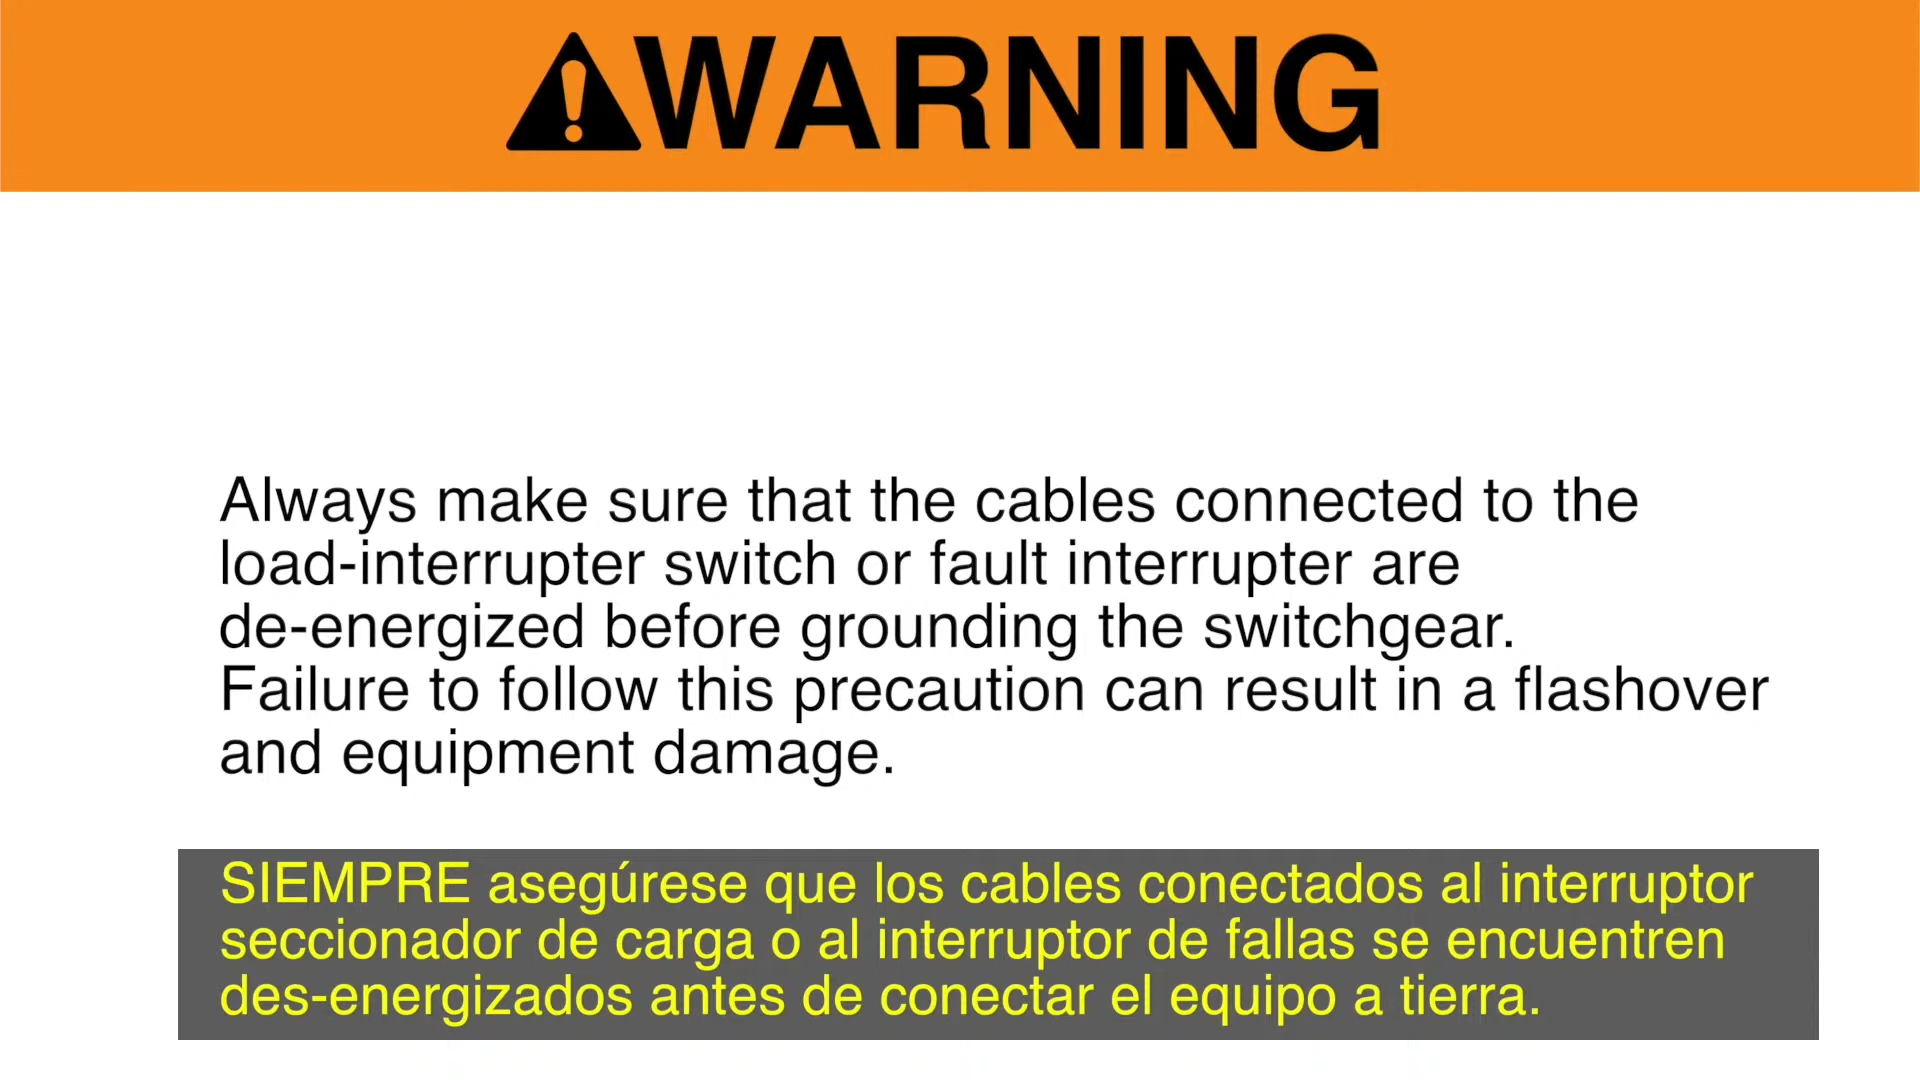 WARNING
Always make sure that the cables connected to the
load-interrupter switch or fault interrupter are
de-energized before grounding the switchgear.
Failure to follow this precaution can result in a flashover
and equipment damage.
SIEMPRE asegúrese que los cables conectados al interruptor
seccionador de carga o al interruptor de fallas se encuentren
des-energizados antes de conectar el equipo a tierra.